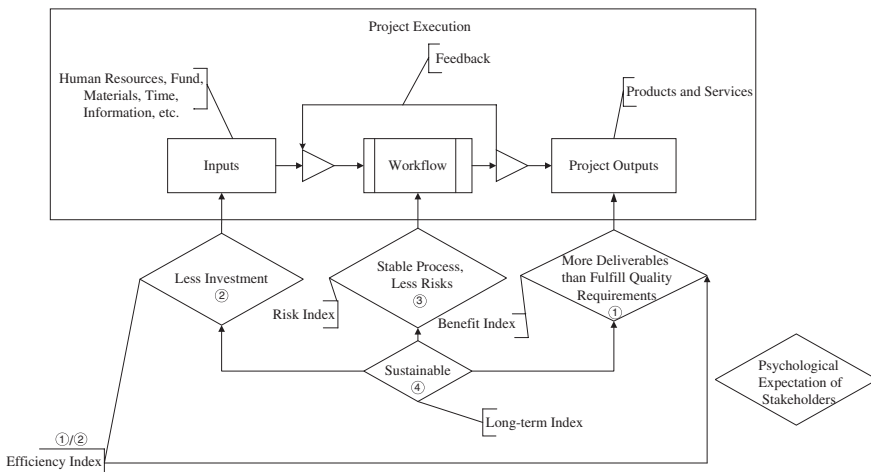 Project Execution
Feedback
Human Resources, Fund,
Materials, Time,
Information, etc.
Products and Services
Inputs
Workflow
Project Outputs
Less Investment
②
Stable Process,
Less Risks
③
More Deliverables
than Fulfill Quality
Requirements
①
Risk Index
Benefit Index
Sustainable
④
Psychological
Expectation of
Stakeholders
Long-term Index
①/②
Efficiency Index